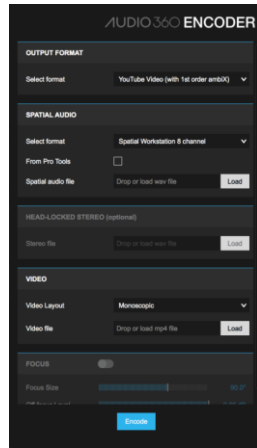 AUDIO360 ENCODER
OUTPUT FORMAT
Select format YouTube Video (with 1st order ambiX)
SPATIAL AUDIO
Select format Spatial Workstation 8 channel
From Pro Tools
Spatial audio file Drop or load wav file Load
HEAD-LOCKED STEREO (optional)
Stereo file Drop or load wav file Load
VIDEO
Video Layout Monoscopic
Video file Drop or load mp4 file Load
FOCUS
Focus Size 90.0°
Encode